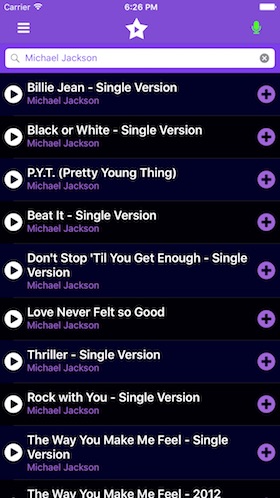 Carrier 6:26 PM
Michael Jackson
Billie Jean - Single Version
Michael Jackson
Black or White - Single Version
Michael Jackson
P.Y.T. (Pretty Young Thing)
Michael Jackson
Beat It - Single Version
Michael Jackson
Don't Stop 'Til You Get Enough - Single
Version
Michael Jackson
Love Never Felt so Good
Michael Jackson
Thriller - Single Version
Michael Jackson
Rock with You - Single Version
Michael Jackson
The Way You Make Me Feel - Single
Version
Michael Jackson
The Way You Make Me Feel - 2012